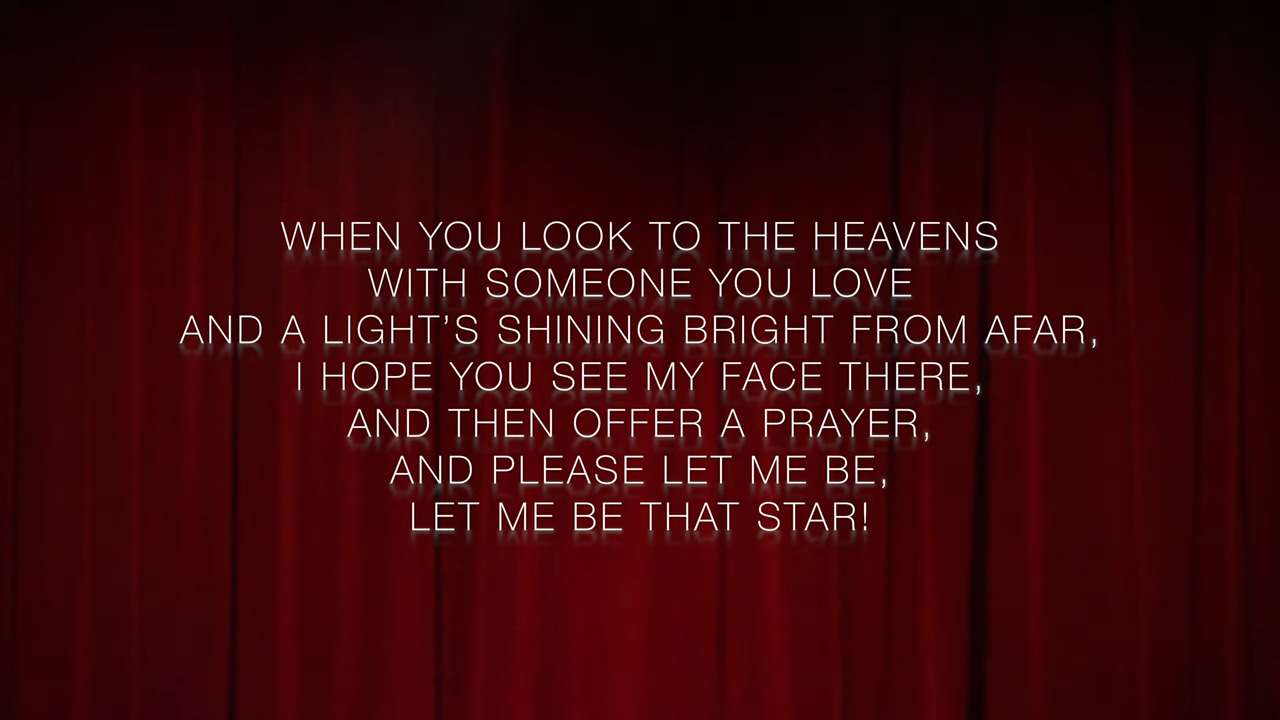 WHEN YOU LOOK TO THE HEAVENS
WITH SOMEONE YOU LOVE
AND A LIGHT’S SHINING BRIGHT FROM AFAR,
I HOPE YOU SEE MY FACE THERE,
AND THEN OFFER A PRAYER,
AND PLEASE LET ME BE,
LET ME BE THAT STAR!